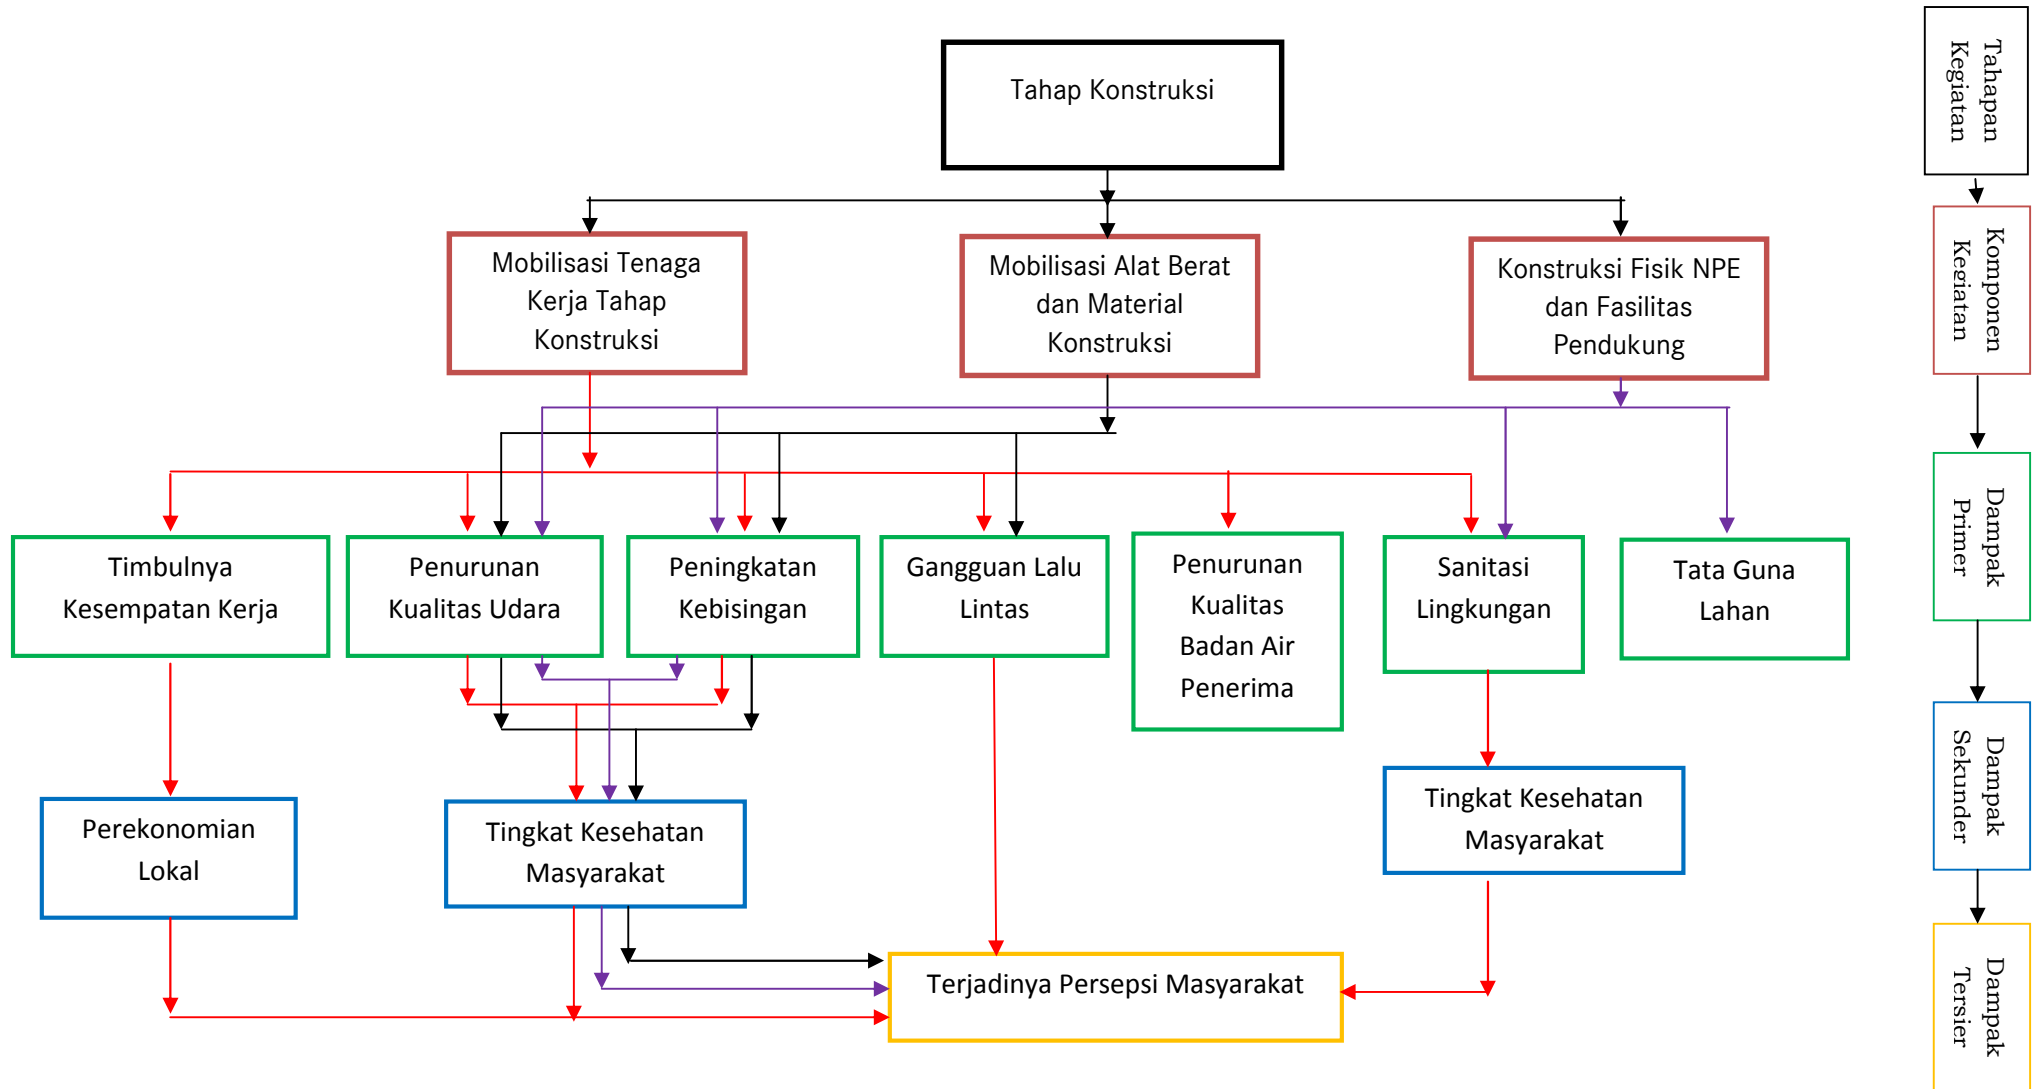 Tahap Konstruksi
Mobilisasi Tenaga
Kerja Tahap
Konstruksi
Mobilisasi Alat Berat
dan Material
Konstruksi
Konstruksi Fisik NPE
dan Fasilitas
Pendukung
Timbulnya
Kesempatan Kerja
Penurunan
Kualitas Udara
Peningkatan
Kebisingan
Gangguan Lalu
Lintas
Penurunan
Kualitas
Badan Air
Penerima
Sanitasi
Lingkungan
Tata Guna
Lahan
Perekonomian
Lokal
Tingkat Kesehatan
Masyarakat
Tingkat Kesehatan
Masyarakat
Terjadinya Persepsi Masyarakat
Tahapan
Kegiatan
Komponen
Kegiatan
Dampak
Primer
Dampak
Sekunder
Dampak
Tersier